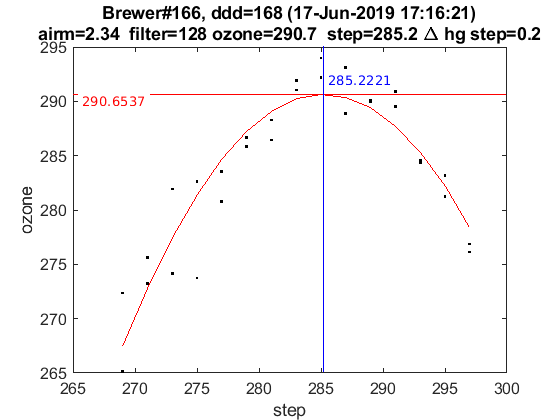 Brewer#166, ddd=168 (17-Jun-2019 17:16:21)
airm=2.34 filter=128 ozone=290.7 step=285.2 Δ hg step=0.2
295
290
285
280
275
270
265
ozone
290.6537
285.2221
265 270 275 280 285 290 295 300
step